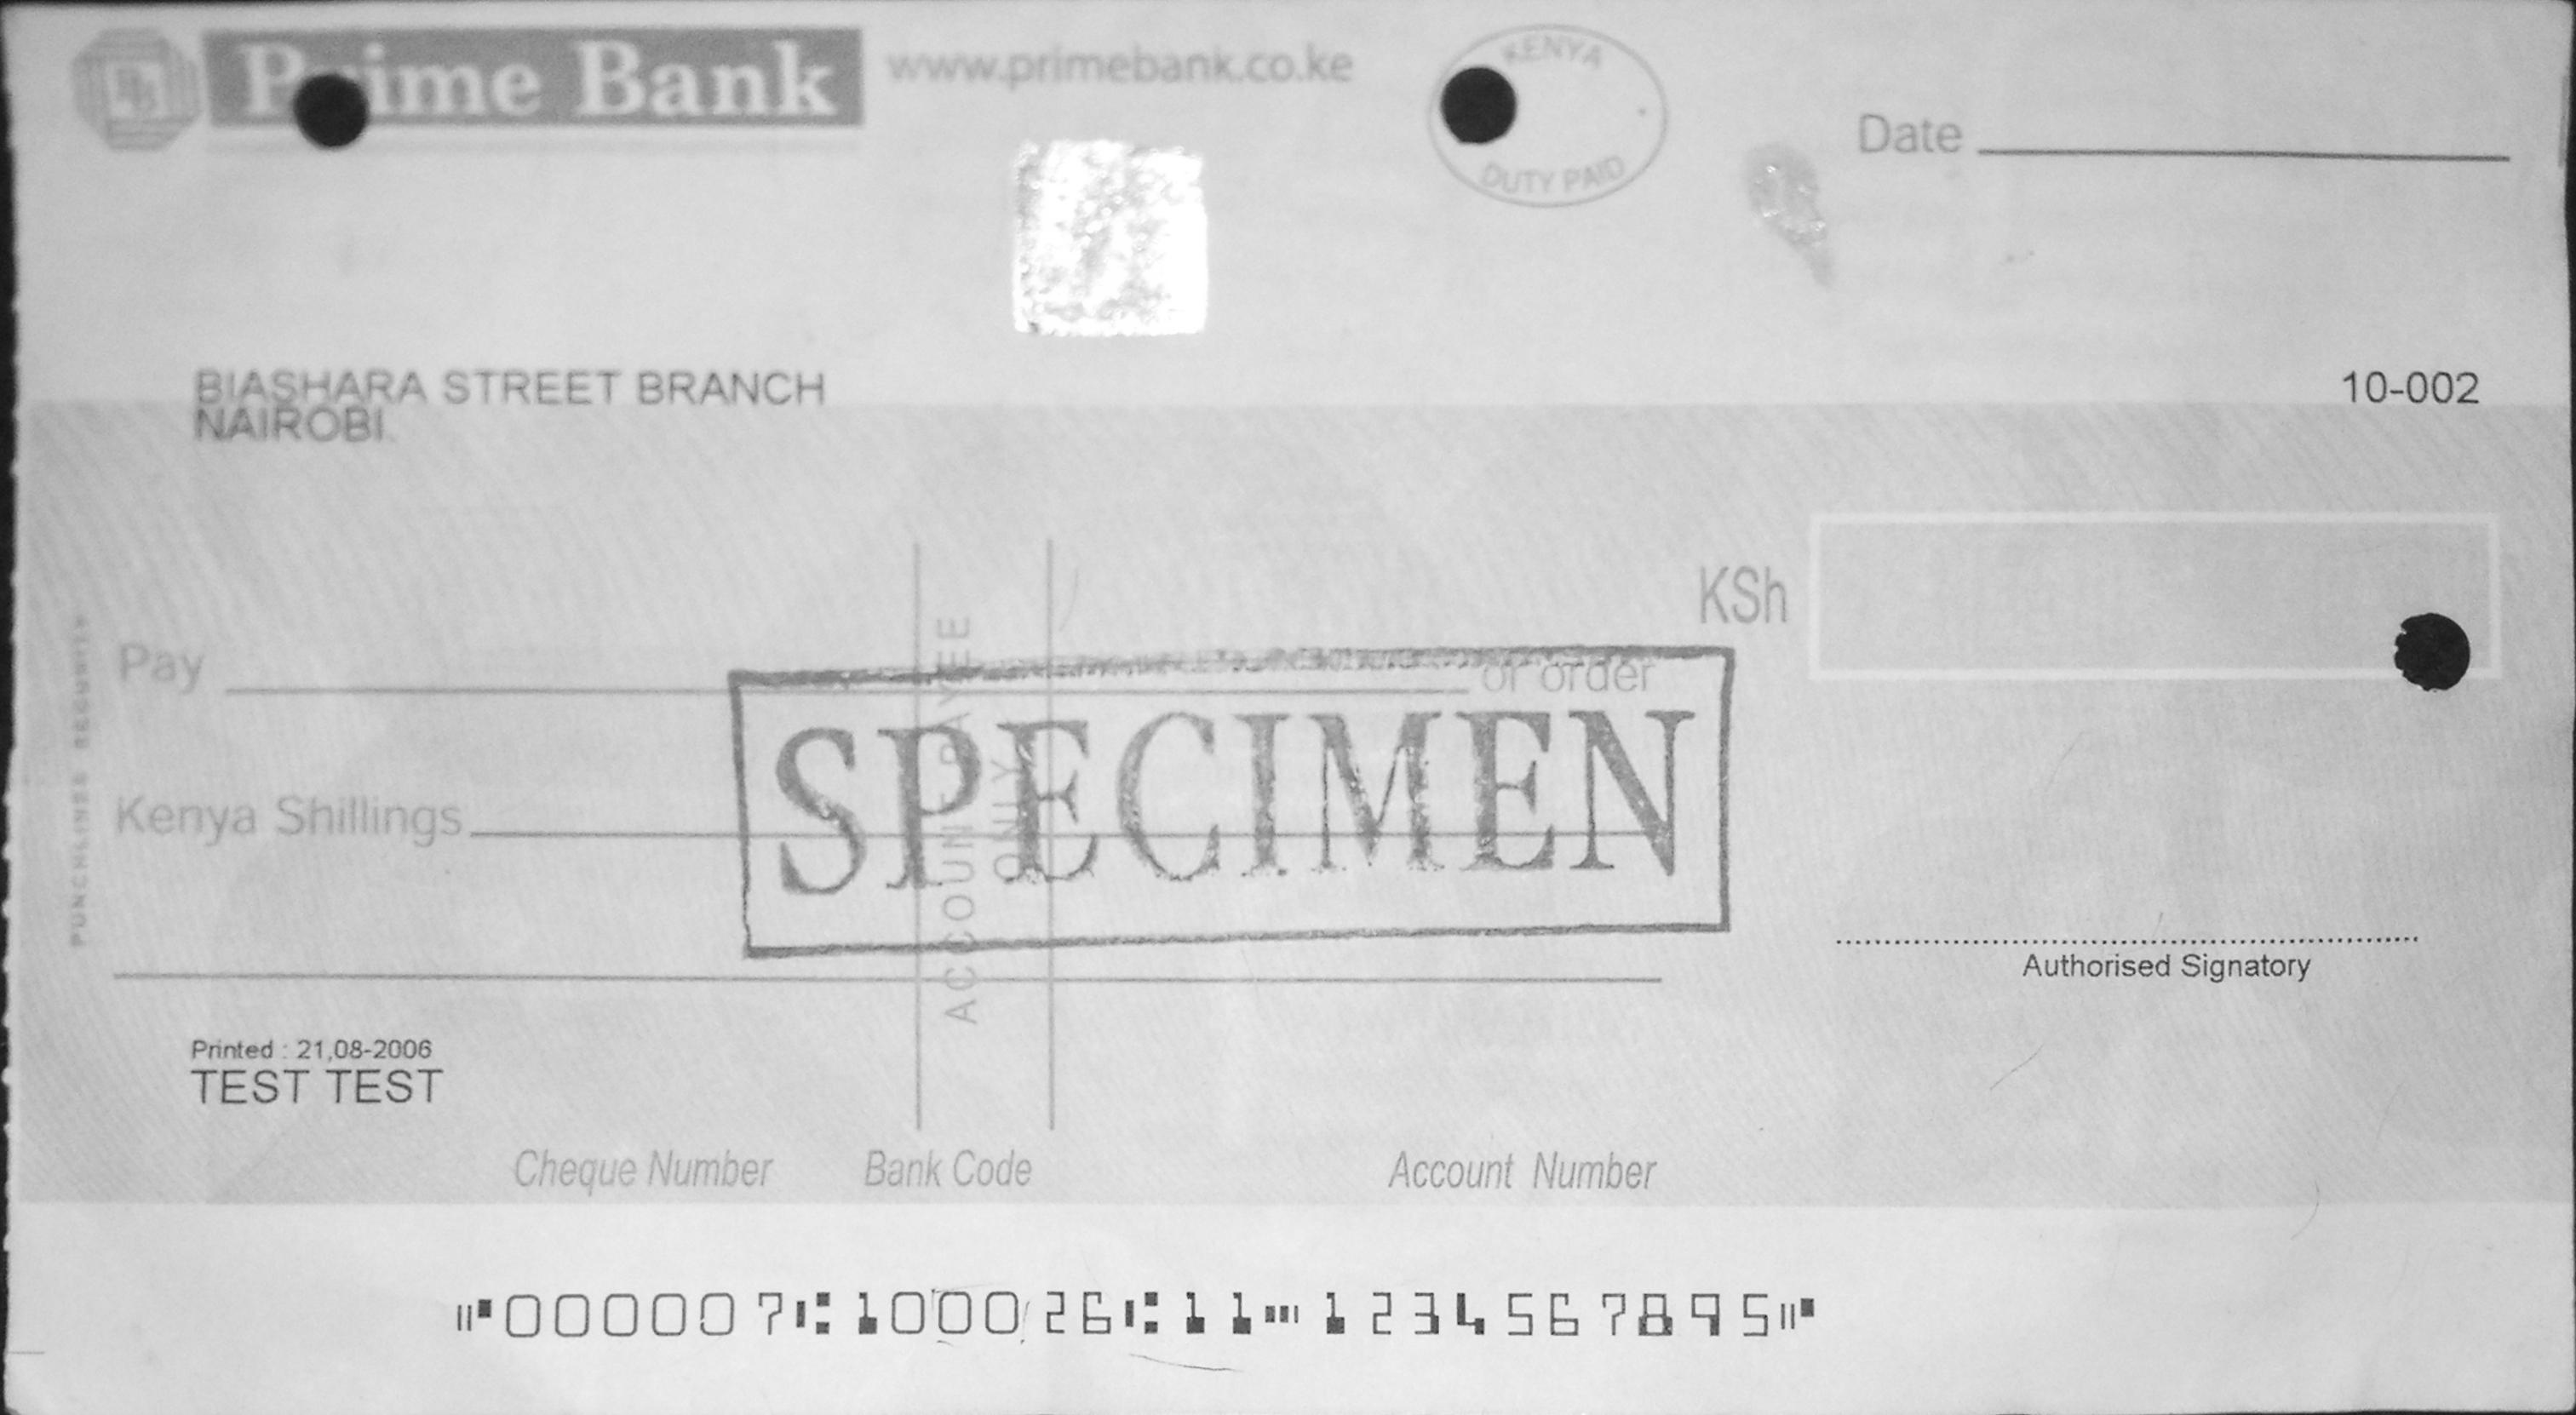 Prime Bank www.primebank.co.ke
KENYA
DUTY PAID
Date
BIASHARA STREET BRANCH
NAIROBI
10-002
KSh
Pay or order
SPECIMEN
Kenya Shillings
ACCOUNT PAYEE
ONLY
PUNCHLINES SECURITY
Authorised Signatory
Printed : 21,08-2006
TEST TEST
Cheque Number Bank Code Account Number
⑈000007⑆100026⑆11⑉1234567895⑈